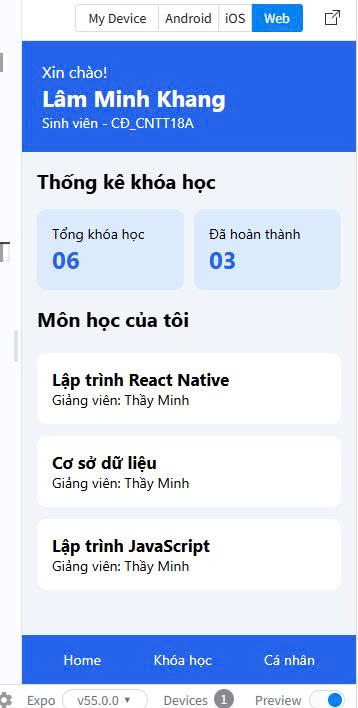 My Device Android iOS Web
Xin chào!
Lâm Minh Khang
Sinh viên - CĐ_CNTT18A
Thống kê khóa học
Tổng khóa học Đã hoàn thành
06 03
Môn học của tôi
Lập trình React Native
Giảng viên: Thầy Minh
Cơ sở dữ liệu
Giảng viên: Thầy Minh
Lập trình JavaScript
Giảng viên: Thầy Minh
Home Khóa học Cá nhân
Expo v55.0.0 Devices 1 Preview